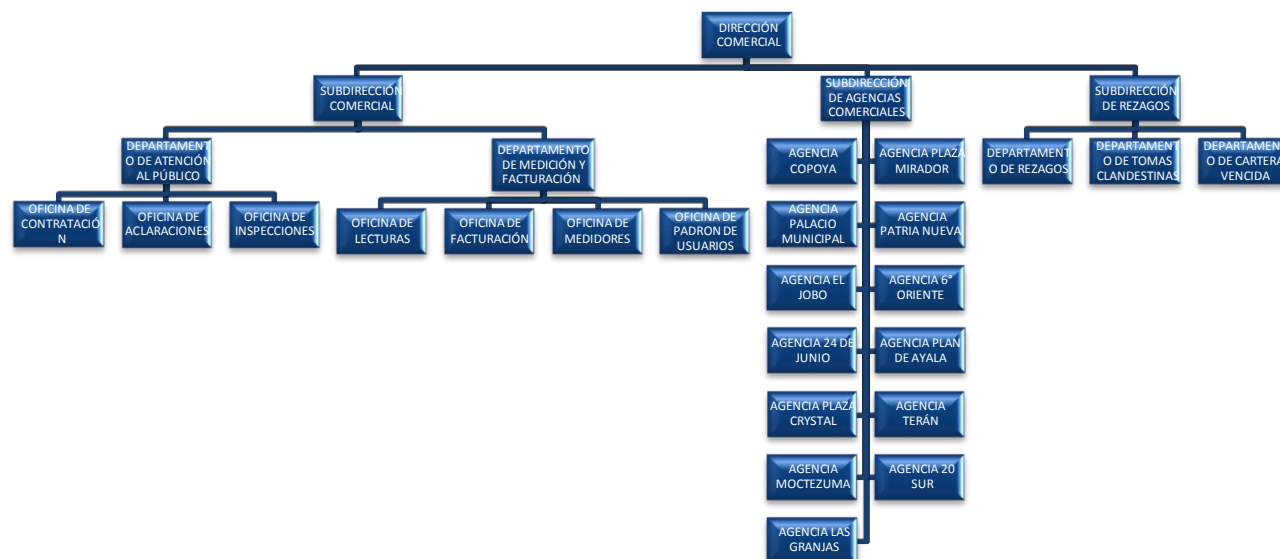 DIRECCIÓN
COMERCIAL
SUBDIRECCIÓN
COMERCIAL
SUBDIRECCIÓN
DE AGENCIAS
COMERCIALES
SUBDIRECCIÓN
DE REZAGOS
DEPARTAMENT
O DE ATENCIÓN
AL PÚBLICO
DEPARTAMENTO
DE MEDICIÓN Y
FACTURACIÓN
OFICINA DE
CONTRATACIÓ
N
OFICINA DE
ACLARACIONES
OFICINA DE
INSPECCIONES
OFICINA DE
LECTURAS
OFICINA DE
FACTURACIÓN
OFICINA DE
MEDIDORES
OFICINA DE
PADRON DE
USUARIOS
AGENCIA
COPOYA
AGENCIA PLAZA
MIRADOR
AGENCIA
PALACIO
MUNICIPAL
AGENCIA
PATRIA NUEVA
AGENCIA EL
JOBO
AGENCIA 6°
ORIENTE
AGENCIA 24 DE
JUNIO
AGENCIA PLAN
DE AYALA
AGENCIA PLAZA
CRYSTAL
AGENCIA
TERÁN
AGENCIA
MOCTEZUMA
AGENCIA 20
SUR
AGENCIA LAS
GRANJAS
DEPARTAMENT
O DE REZAGOS
DEPARTAMENT
O DE TOMAS
CLANDESTINAS
DEPARTAMENT
O DE CARTERA
VENCIDA